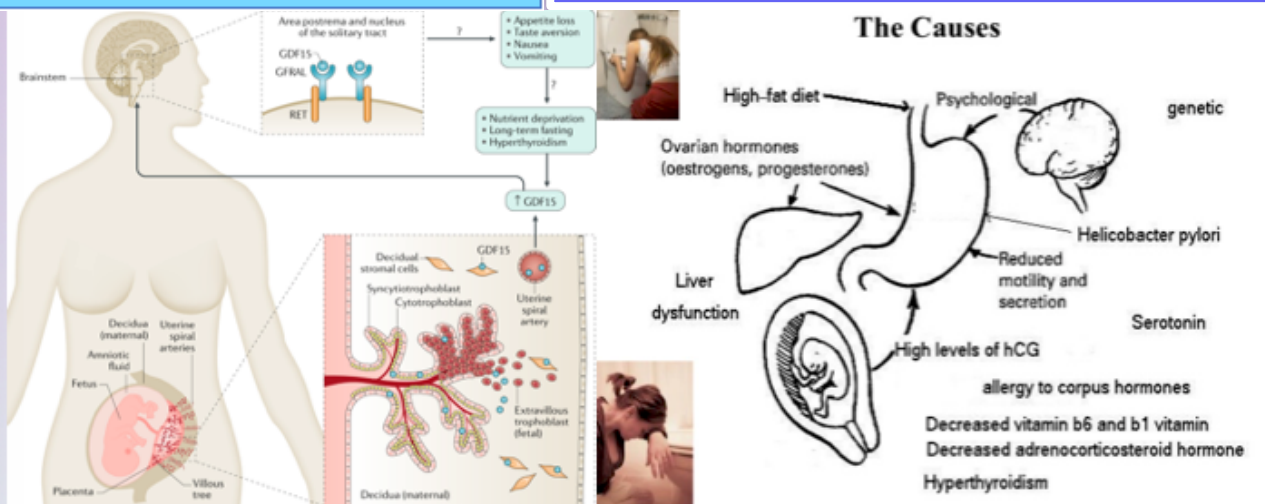 Area postrema and nucleus
of the solitary tract
GDF15
GFRAL
RET
Brainstem
?
• Appetite loss
• Taste aversion
• Nausea
• Vomiting
?
• Nutrient deprivation
• Long-term fasting
• Hyperthyroidism
↑ GDF15
Decidual
stromal cells
GDF15
Syncytiotrophoblast
Cytotrophoblast
Uterine
spiral
artery
Extravillous
trophoblast
(fetal)
Decidua (maternal)
Decidua
(maternal)
Uterine
spiral
arteries
Amniotic
fluid
Fetus
Placenta
Villous
tree
The Causes
High-fat diet
Psychological
genetic
Ovarian hormones
(oestrogens, progesterones)
Helicobacter pylori
Reduced
motility and
secretion
Liver
dysfunction
Serotonin
High levels of hCG
allergy to corpus hormones
Decreased vitamin b6 and b1 vitamin
Decreased adrenocorticosteroid hormone
Hyperthyroidism